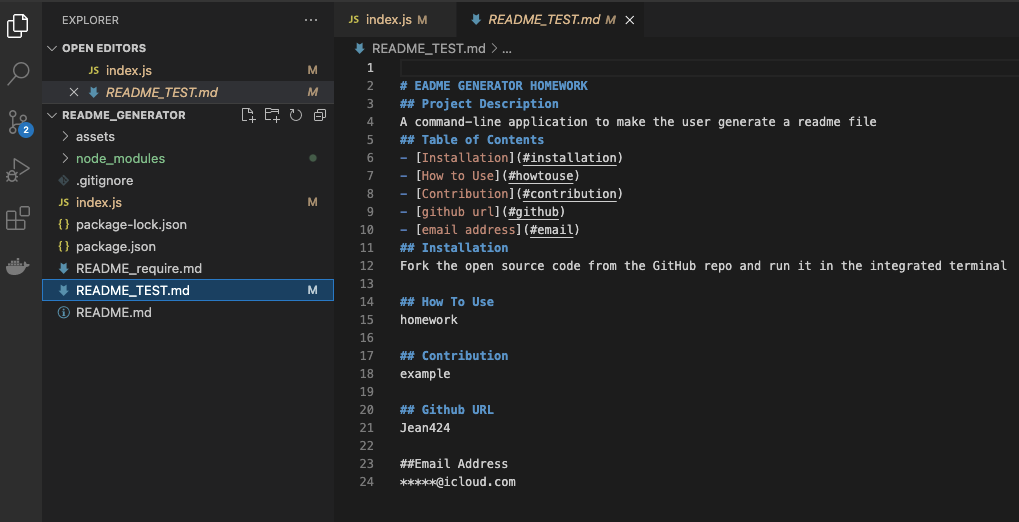 EXPLORER
OPEN EDITORS
JS index.js M
README_TEST.md M
README_GENERATOR
assets
node_modules
.gitignore
JS index.js M
{} package-lock.json
{} package.json
README_require.md
README_TEST.md M
README.md
2
JS index.js M
README_TEST.md M
README_TEST.md > ...
1
2 # EADME GENERATOR HOMEWORK
3 ## Project Description
4 A command-line application to make the user generate a readme file
5 ## Table of Contents
6 - [Installation](#installation)
7 - [How to Use](#howtouse)
8 - [Contribution](#contribution)
9 - [github url](#github)
10 - [email address](#email)
11 ## Installation
12 Fork the open source code from the GitHub repo and run it in the integrated terminal
13
14 ## How To Use
15 homework
16
17 ## Contribution
18 example
19
20 ## Github URL
21 Jean424
22
23 ##Email Address
24 *****@icloud.com